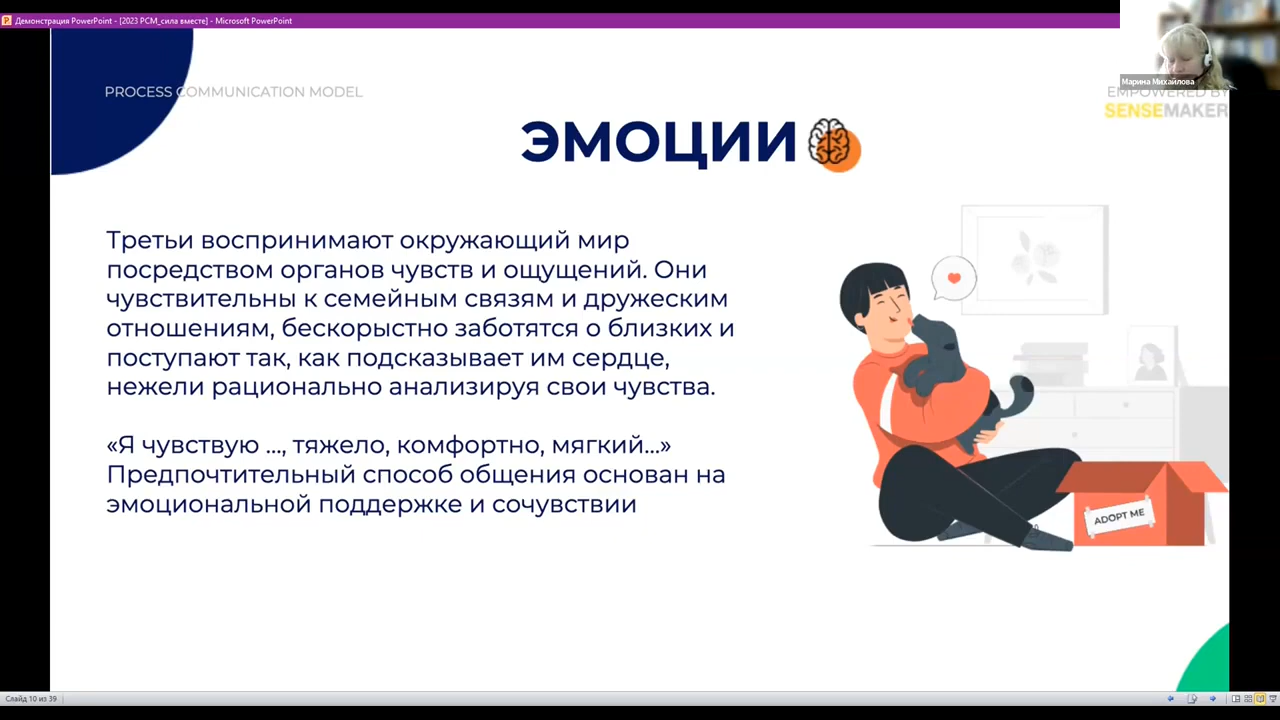 Демонстрация PowerPoint - [2023 PCM_сила вместе] - Microsoft PowerPoint
Марина Михайлова
PROCESS COMMUNICATION MODEL
EMPOWERED BY
SENSEMAKER
ЭМОЦИИ
Третьи воспринимают окружающий мир
посредством органов чувств и ощущений. Они
чувствительны к семейным связям и дружеским
отношениям, бескорыстно заботятся о близких и
поступают так, как подсказывает им сердце,
нежели рационально анализируя свои чувства.
«Я чувствую ..., тяжело, комфортно, мягкий...»
Предпочтительный способ общения основан на
эмоциональной поддержке и сочувствии
ADOPT ME
Слайд 10 из 39